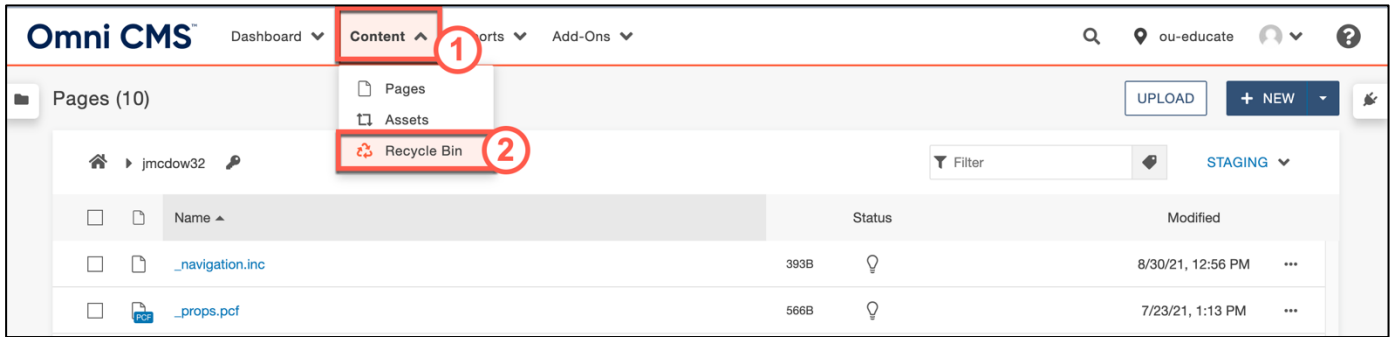 Omni CMS™ Dashboard Content 1 orts Add-Ons ou-educate ?
Pages (10) Pages UPLOAD + NEW
Assets
Recycle Bin 2
jmcdow32 Filter STAGING
Name Status Modified
_navigation.inc 393B 8/30/21, 12:56 PM ...
PCF _props.pcf 566B 7/23/21, 1:13 PM ...